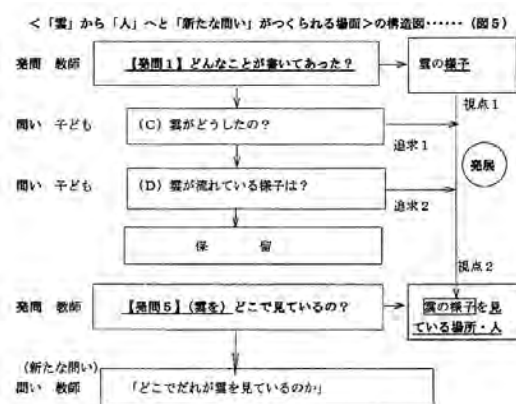 ＜「雲」から「人」へと「新たな問い」がつくられる場面＞の構造図……（図５）
発問　教師
【発問１】どんなことが書いてあった？
雲の様子
視点１
問い　子ども
（C）雲がどうしたの？
追求１
発展
問い　子ども
（D）雲が流れている様子は？
追求２
保　　留
視点２
発問　教師
【発問５】（雲を）どこで見ているの？
雲の様子を見
ている場所・人
（新たな問い）
問い　教師
「どこでだれが雲を見ているのか」